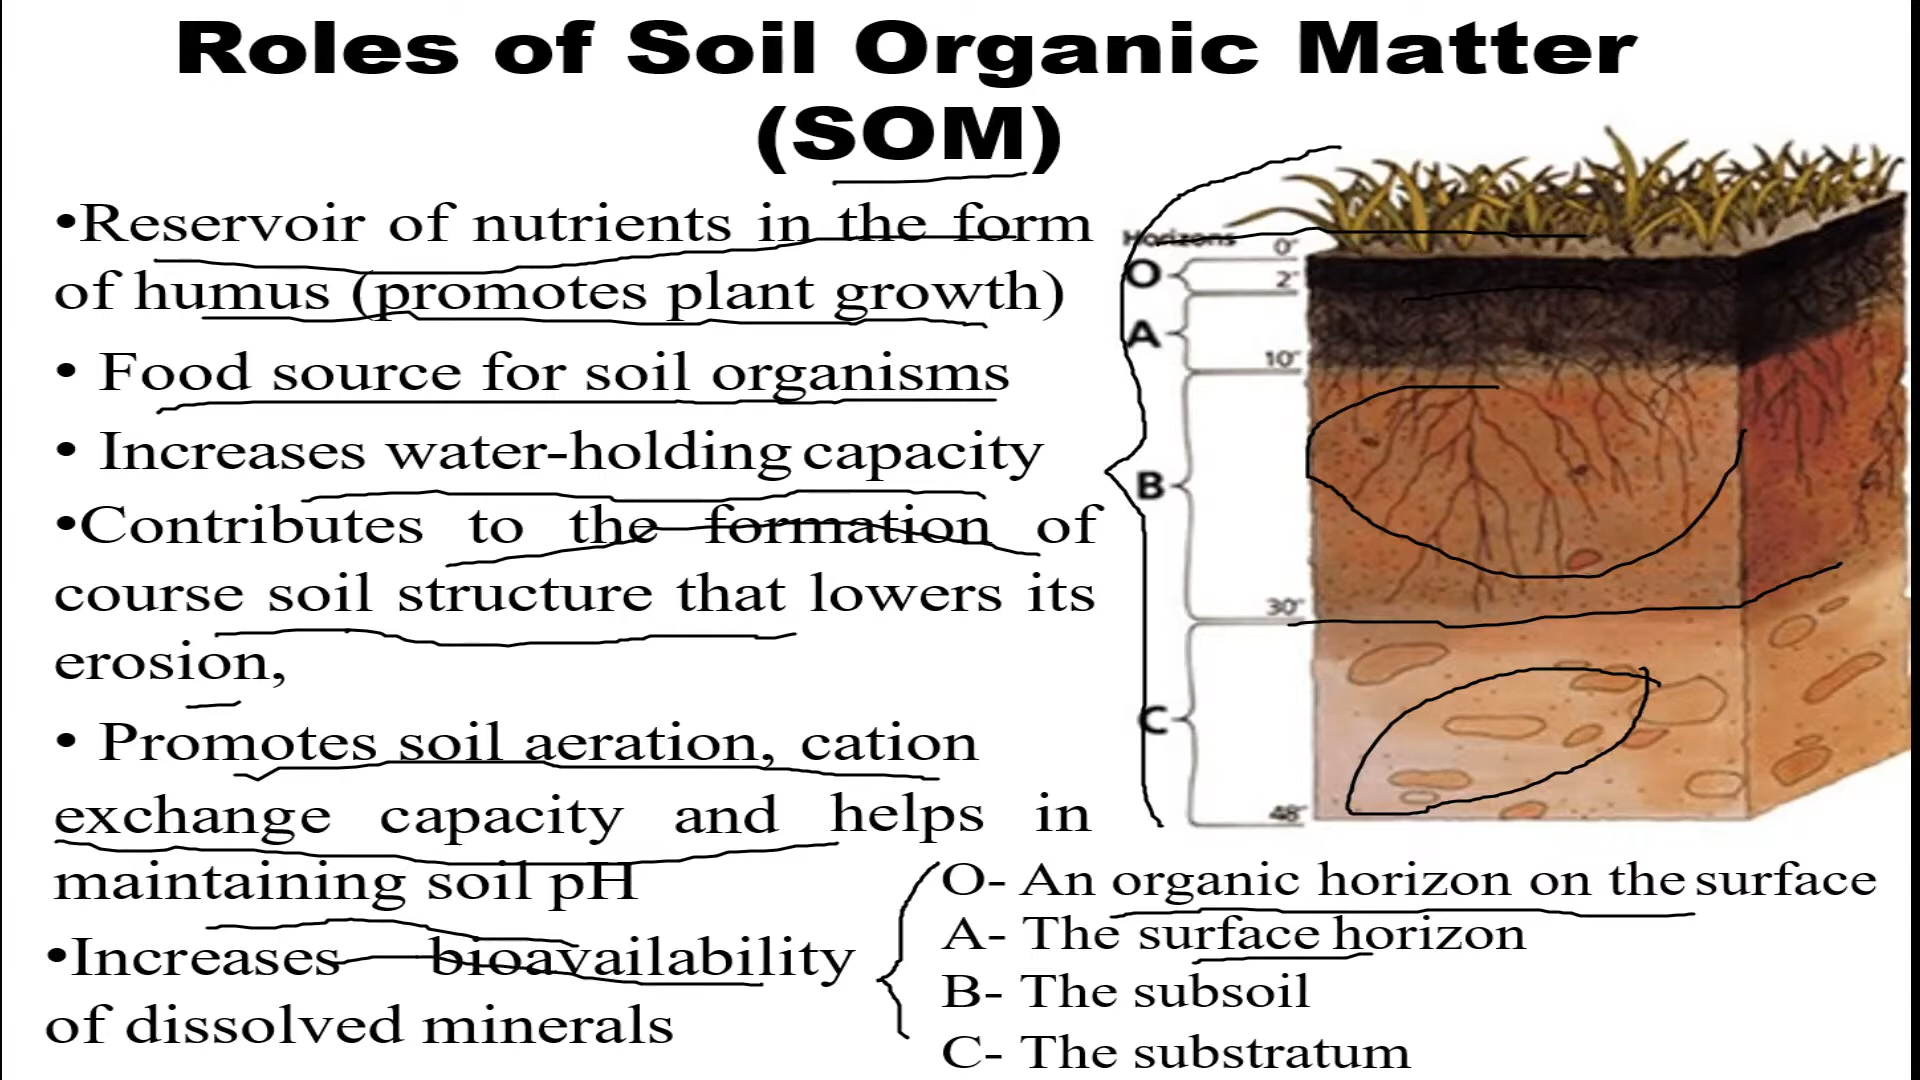 Roles of Soil Organic Matter
(SOM)
•Reservoir of nutrients in the form
of humus (promotes plant growth)
• Food source for soil organisms
• Increases water-holding capacity
•Contributes to the formation of
course soil structure that lowers its
erosion,
• Promotes soil aeration, cation
exchange capacity and helps in
maintaining soil pH
•Increases bioavailability
of dissolved minerals
Horizons
0"
O
2"
A
10"
B
30"
C
48"
O- An organic horizon on the surface
A- The surface horizon
B- The subsoil
C- The substratum